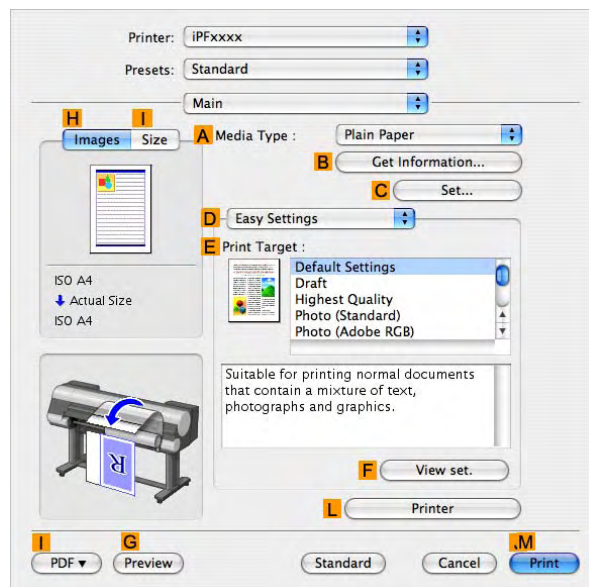 Printer: iPFxxxx
Presets: Standard
Main
H I
Images Size
A Media Type : Plain Paper
B Get Information...
C Set...
D Easy Settings
E Print Target :
Default Settings
Draft
Highest Quality
Photo (Standard)
Photo (Adobe RGB)
ISO A4
Actual Size
ISO A4
Suitable for printing normal documents
that contain a mixture of text,
photographs and graphics.
R
F View set.
L Printer
I G .M
PDF ▾ Preview Standard Cancel Print